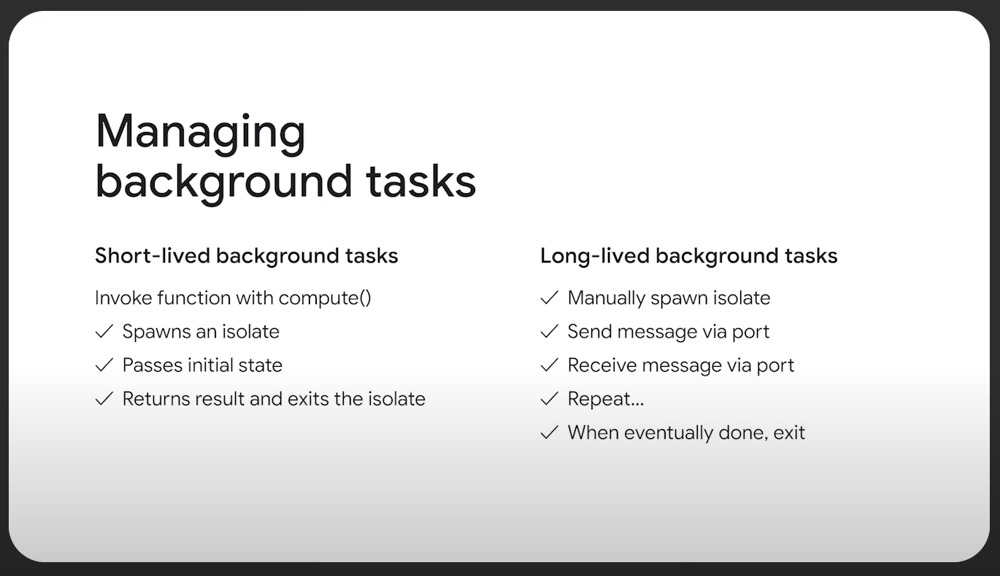 Managing
background tasks
Short-lived background tasks
Invoke function with compute()
✓ Spawns an isolate
✓ Passes initial state
✓ Returns result and exits the isolate
Long-lived background tasks
✓ Manually spawn isolate
✓ Send message via port
✓ Receive message via port
✓ Repeat...
✓ When eventually done, exit